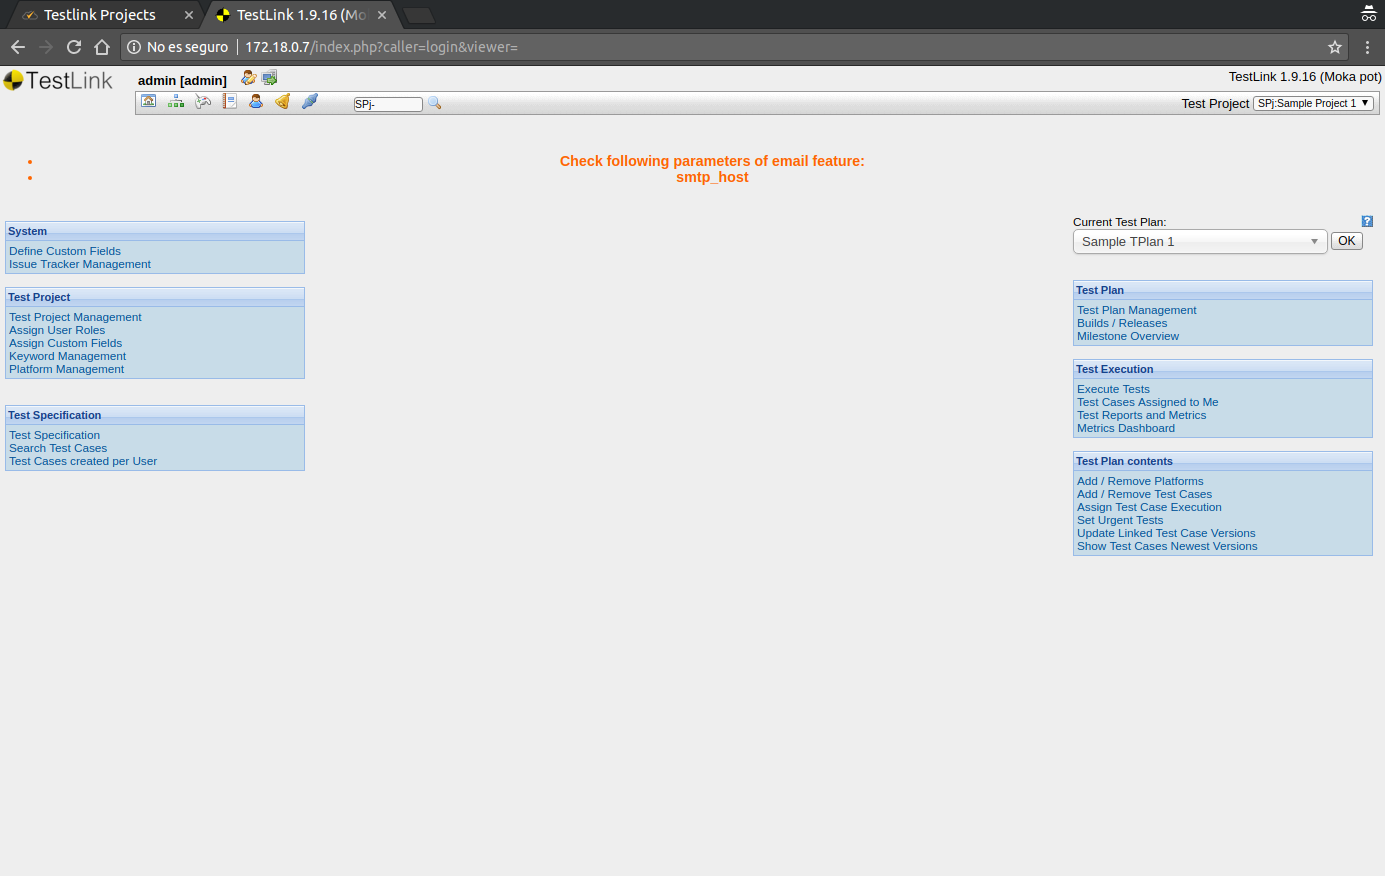 Testlink Projects
TestLink 1.9.16 (Mo
No es seguro
172.18.0.7/index.php?caller=login&viewer=
TestLink
admin [admin]
TestLink 1.9.16 (Moka pot)
SPj-
Test Project
SPj:Sample Project 1
Check following parameters of email feature:
smtp_host
System
Define Custom Fields
Issue Tracker Management
Test Project
Test Project Management
Assign User Roles
Assign Custom Fields
Keyword Management
Platform Management
Test Specification
Test Specification
Search Test Cases
Test Cases created per User
Current Test Plan:
?
Sample TPlan 1
OK
Test Plan
Test Plan Management
Builds / Releases
Milestone Overview
Test Execution
Execute Tests
Test Cases Assigned to Me
Test Reports and Metrics
Metrics Dashboard
Test Plan contents
Add / Remove Platforms
Add / Remove Test Cases
Assign Test Case Execution
Set Urgent Tests
Update Linked Test Case Versions
Show Test Cases Newest Versions